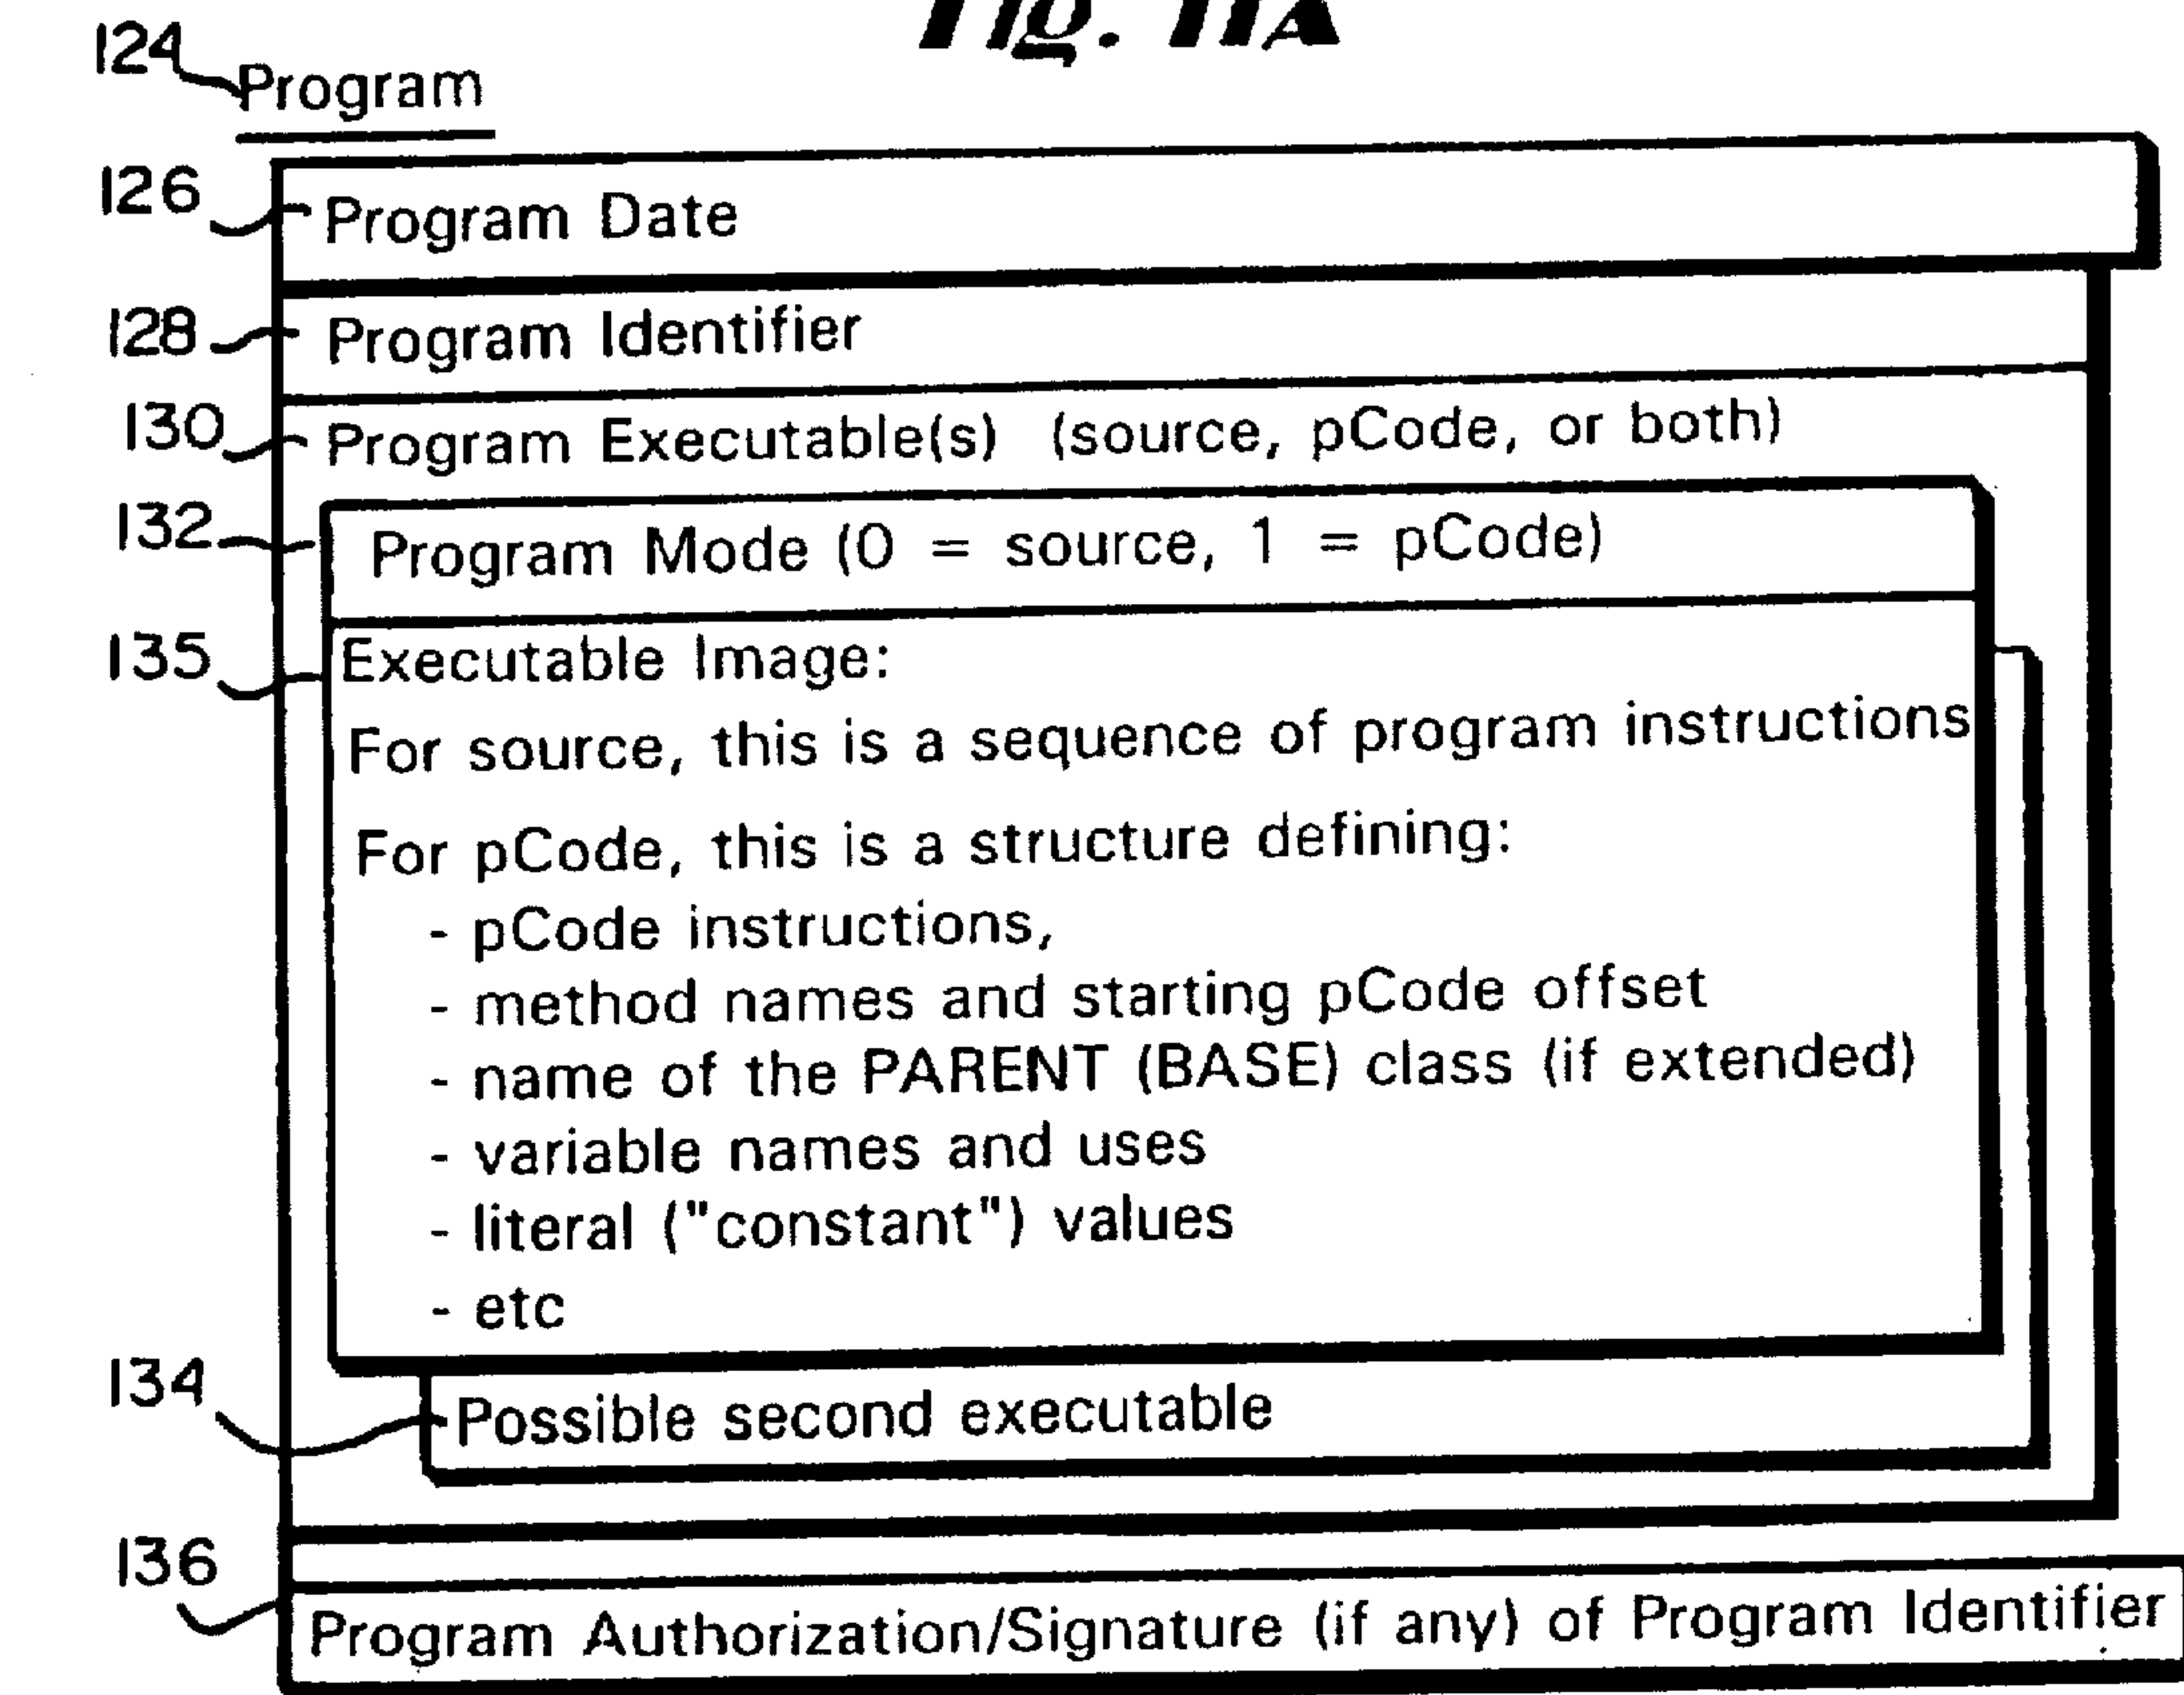 Fig. 11A
124 Program
126 Program Date
128 Program Identifier
130 Program Executable(s) (source, pCode, or both)
132 Program Mode (0 = source, 1 = pCode)
135 Executable Image:
For source, this is a sequence of program instructions
For pCode, this is a structure defining:
- pCode instructions,
- method names and starting pCode offset
- name of the PARENT (BASE) class (if extended)
- variable names and uses
- literal ("constant") values
- etc
134 Possible second executable
136 Program Authorization/Signature (if any) of Program Identifier